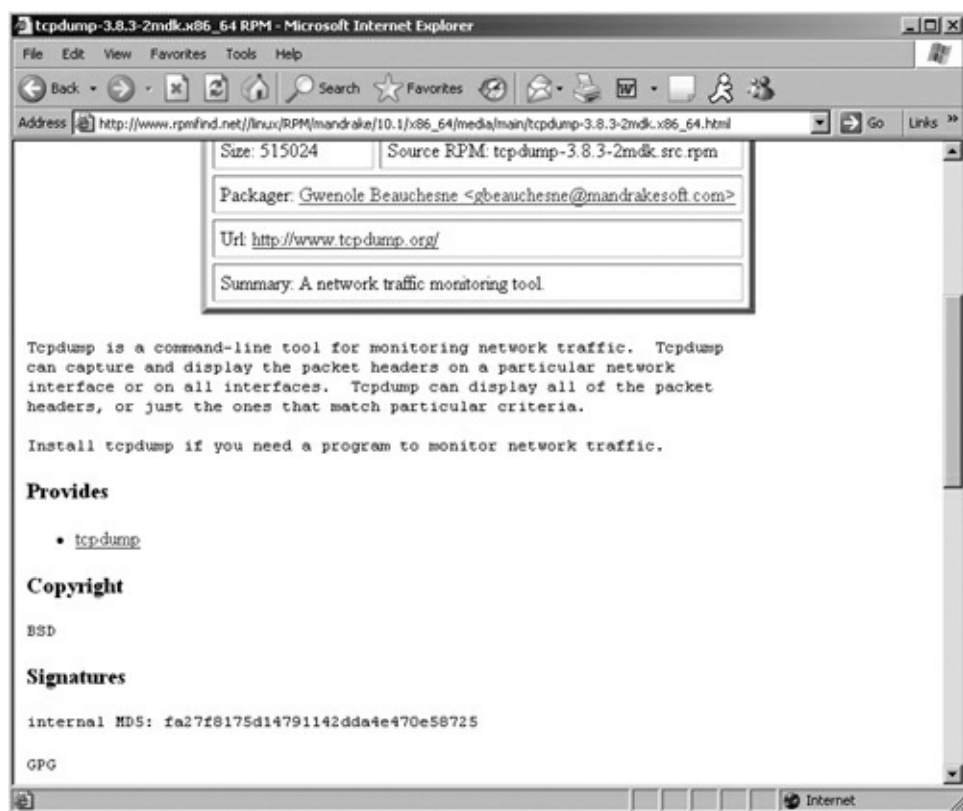 tcpdump-3.8.3-2mdk.x86_64 RPM - Microsoft Internet Explorer
File Edit View Favorites Tools Help
Back Search Favorites
Address http://www.rpmfind.net//linux/RPM/mandrake/10.1/x86_64/media/main/tcpdump-3.8.3-2mdk.x86_64.html Go Links »
Size: 515024 Source RPM: tcpdump-3.8.3-2mdk.src.rpm
Packager: Gwenole Beauchesne <gbeauchesne@mandrakesoft.com>
Url: http://www.tcpdump.org/
Summary: A network traffic monitoring tool.
Tcpdump is a command-line tool for monitoring network traffic. Tcpdump
can capture and display the packet headers on a particular network
interface or on all interfaces. Tcpdump can display all of the packet
headers, or just the ones that match particular criteria.
Install tcpdump if you need a program to monitor network traffic.
Provides
• tcpdump
Copyright
BSD
Signatures
internal MD5: fa27f8175d14791142dda4e470e58725
GPG
Internet